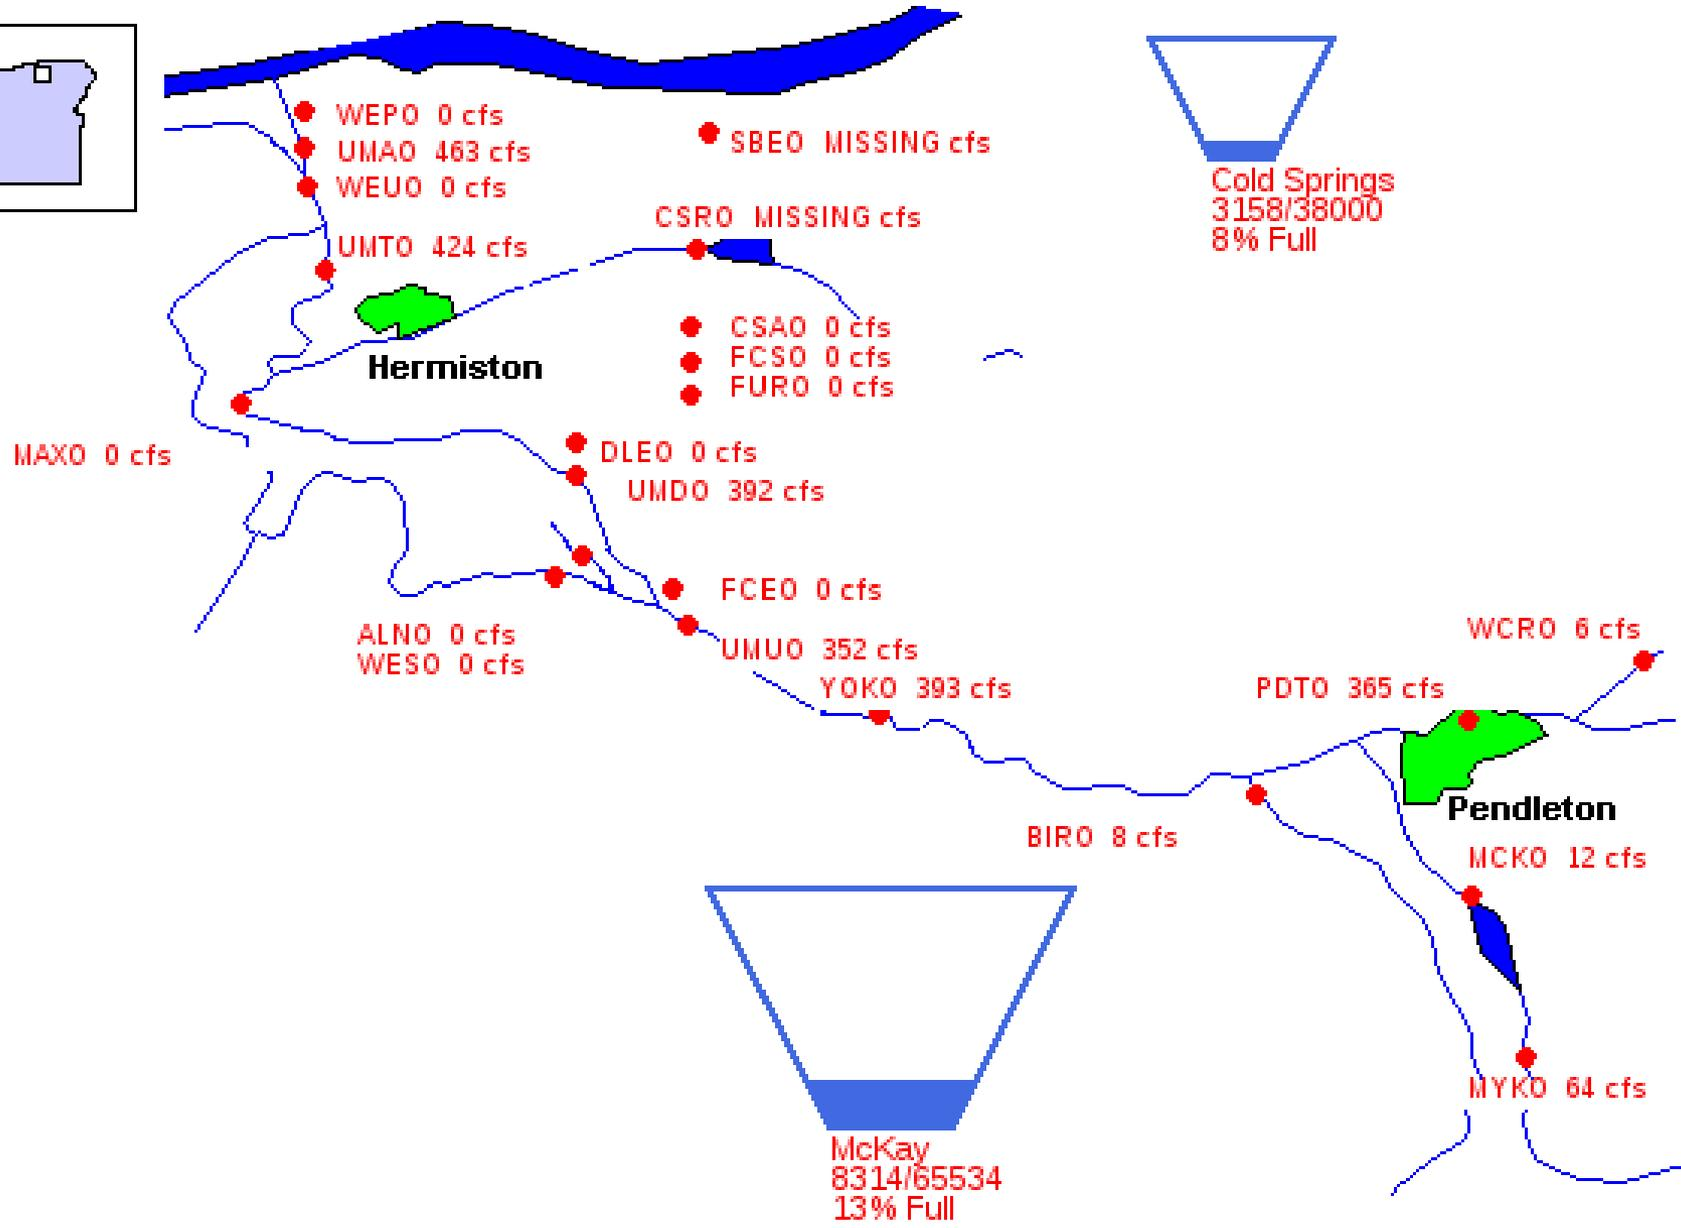 WEPO 0 cfs
UMAO 463 cfs
SBEO MISSING cfs
WEUO 0 cfs
Cold Springs
3158/38000
8% Full
CSRO MISSING cfs
UMTO 424 cfs
CSAO 0 cfs
FCSO 0 cfs
FURO 0 cfs
Hermiston
MAXO 0 cfs
DLEO 0 cfs
UMDO 392 cfs
FCEO 0 cfs
ALNO 0 cfs
WESO 0 cfs
UMUO 352 cfs
WCRO 6 cfs
YOKO 393 cfs
PDTO 365 cfs
Pendleton
BIRO 8 cfs
MCKO 12 cfs
MYKO 64 cfs
McKay
8314/65534
13% Full